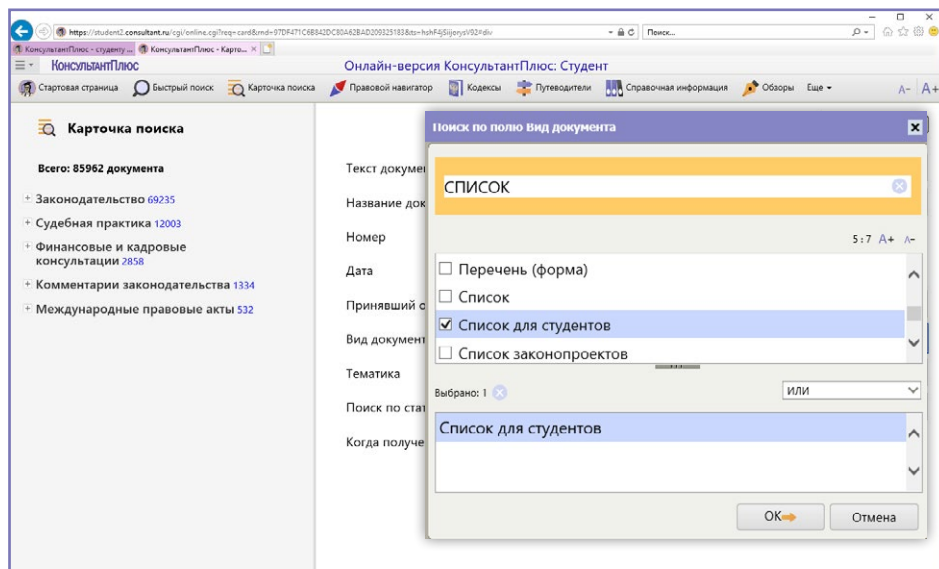 https://student2.consultant.ru/cgi/online.cgi?req=card&rnd=97DF471C6B842DC80A62BAD209325183&ts=hshF4jSiijorysV92#div
Поиск...
КонсультантПлюс - студенту ...
КонсультантПлюс - Карто...
КонсультантПлюс
Онлайн-версия КонсультантПлюс: Студент
Стартовая страница Быстрый поиск Карточка поиска Правовой навигатор Кодексы Путеводители Справочная информация Обзоры Еще A- A+
Карточка поиска
Всего: 85962 документа
Законодательство 69235
Судебная практика 12003
Финансовые и кадровые
консультации 2858
Комментарии законодательства 1334
Международные правовые акты 532
Текст докумен
Название док
Номер
Дата
Принявший о
Вид документ
Тематика
Поиск по стат
Когда получе
Поиск по полю Вид документа
СПИСОК
5:7 A+ A-
Перечень (форма)
Список
Список для студентов
Список законопроектов
Выбрано: 1
ИЛИ
Список для студентов
ОК
Отмена